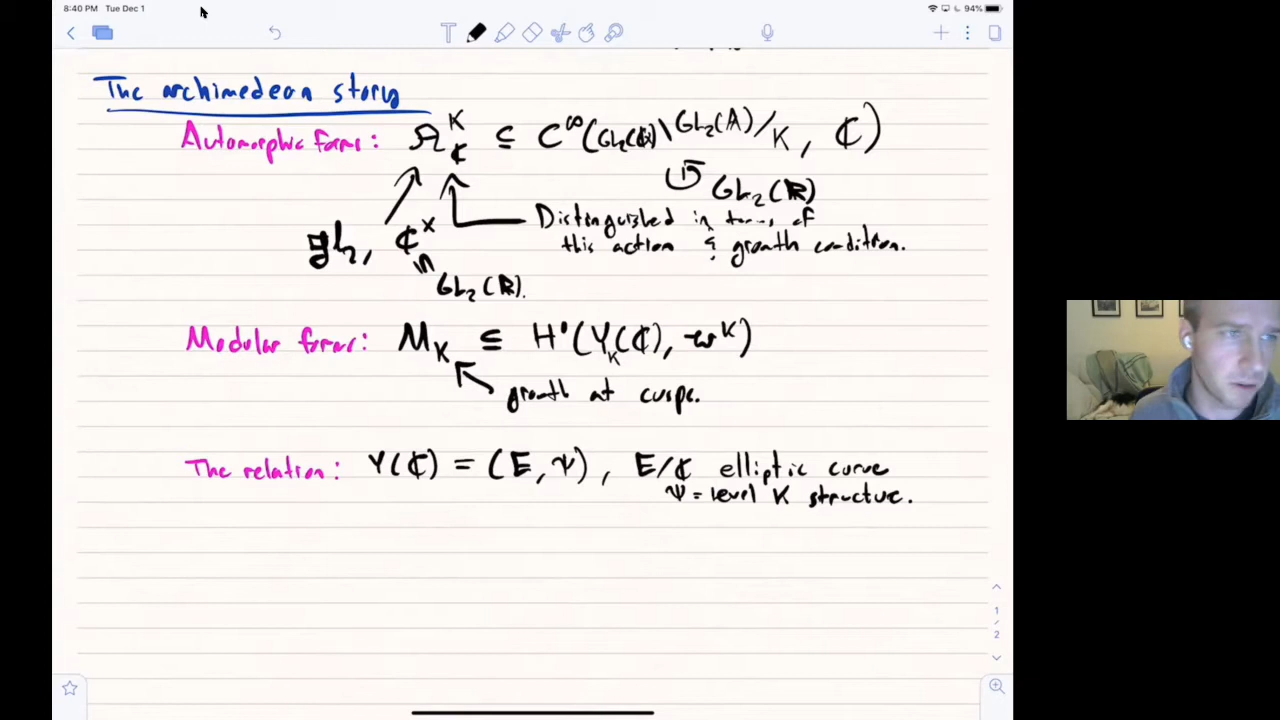 8:40 PM Tue Dec 1
94%
The archimedean story
Automorphic forms: 𝒜^K_ℂ ⊆ C^∞(GL₂(ℚ)\GL₂(𝔸)/K, ℂ)
↺ GL₂(ℝ)
Distinguished in terms of
this action & growth condition.
gl₂, ℂ^×
GL₂(ℝ).
Modular forms: M_K ⊆ H⁰(Y_K(ℂ), ω^K)
growth at cusps.
The relation: Y(ℂ) = (E, Ψ), E/ℂ elliptic curve
Ψ = level K structure.
1
/
2